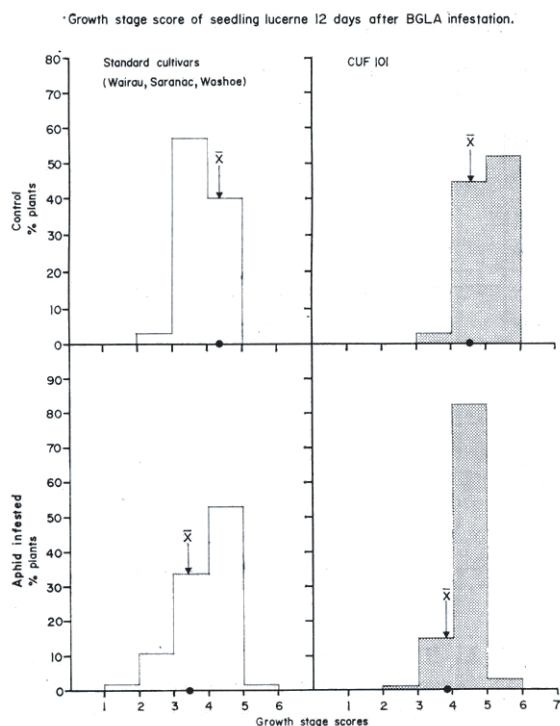 Growth stage score of seedling lucerne 12 days after BGLA infestation.
Standard cultivars
(Wairau, Saranac, Washoe)
CUF 101
80
70
60
50
40
30
20
10
0
Control
% plants
X̄
X̄
90
80
70
60
50
40
30
20
10
0
Aphid infested
% plants
X̄
X̄
1 2 3 4 5 6 1 2 3 4 5 6 7
Growth stage scores